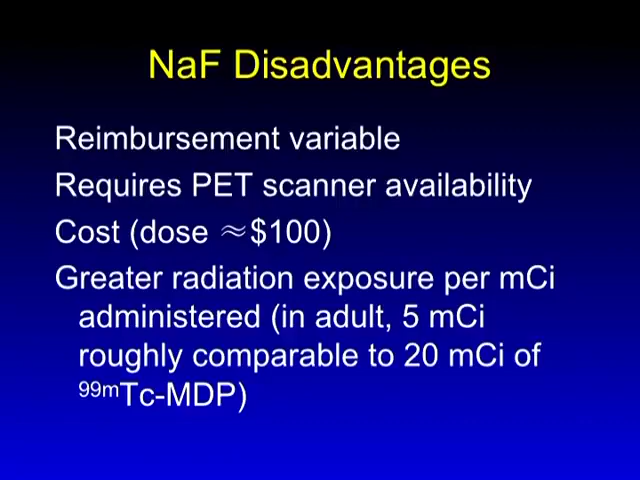 NaF Disadvantages
Reimbursement variable
Requires PET scanner availability
Cost (dose ≈$100)
Greater radiation exposure per mCi
administered (in adult, 5 mCi
roughly comparable to 20 mCi of
⁹⁹ᵐTc-MDP)